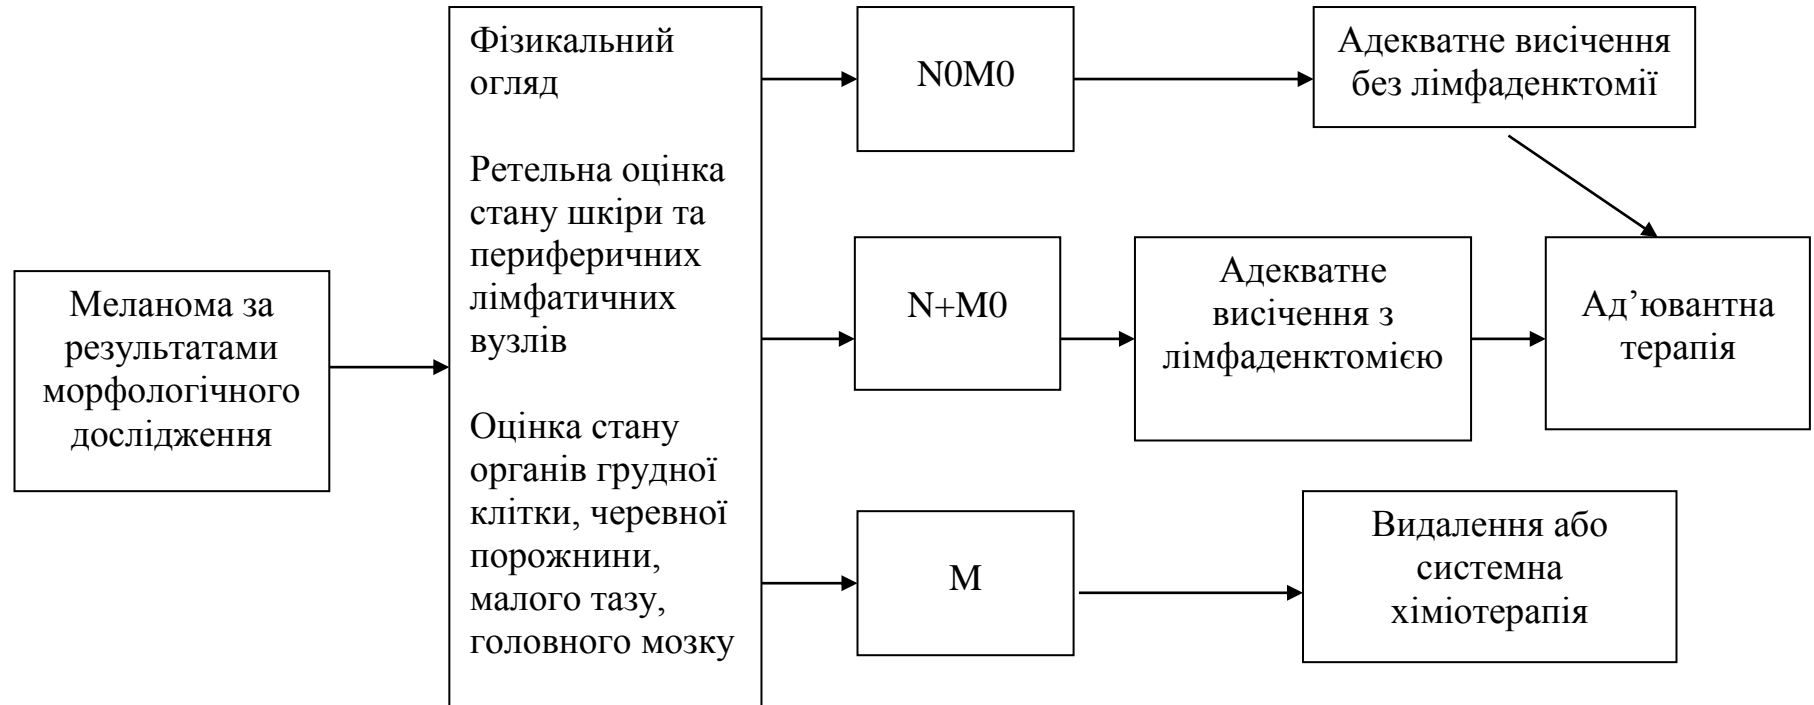 Меланома за
результатами
морфологічного
дослідження
Фізикальний
огляд
Ретельна оцінка
стану шкіри та
периферичних
лімфатичних
вузлів
Оцінка стану
органів грудної
клітки, черевної
порожнини,
малого тазу,
головного мозку
N0M0
Адекватне висічення
без лімфаденктомії
N+M0
Адекватне
висічення з
лімфаденктомією
Ад’ювантна
терапія
M
Видалення або
системна
хіміотерапія